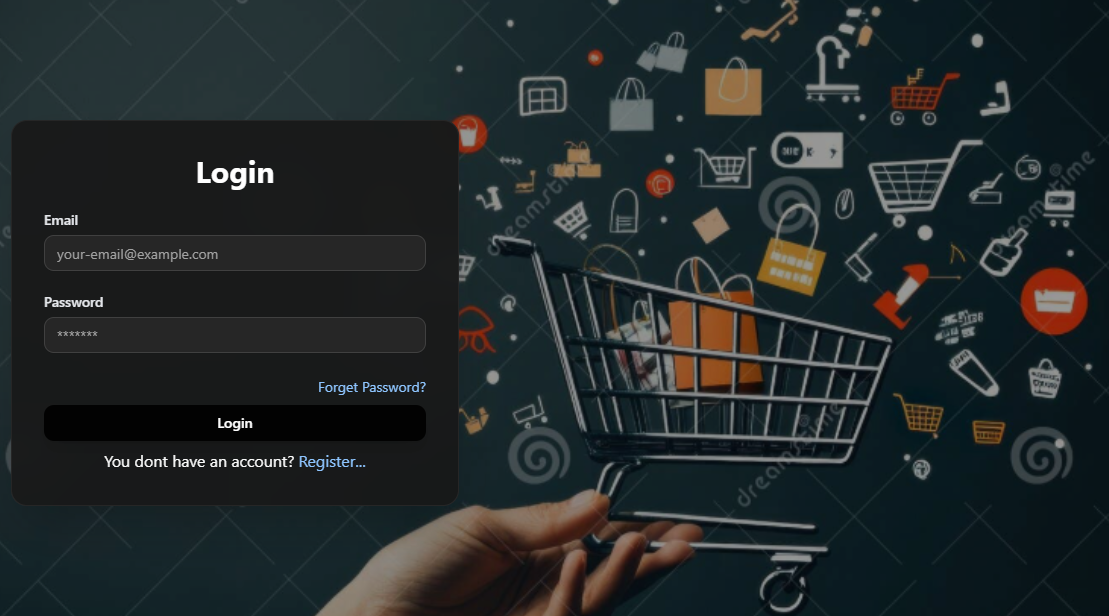 Login
Email
your-email@example.com
Password
*******
Forget Password?
Login
You dont have an account? Register...
dreamstime
dreamstime
dreamstime